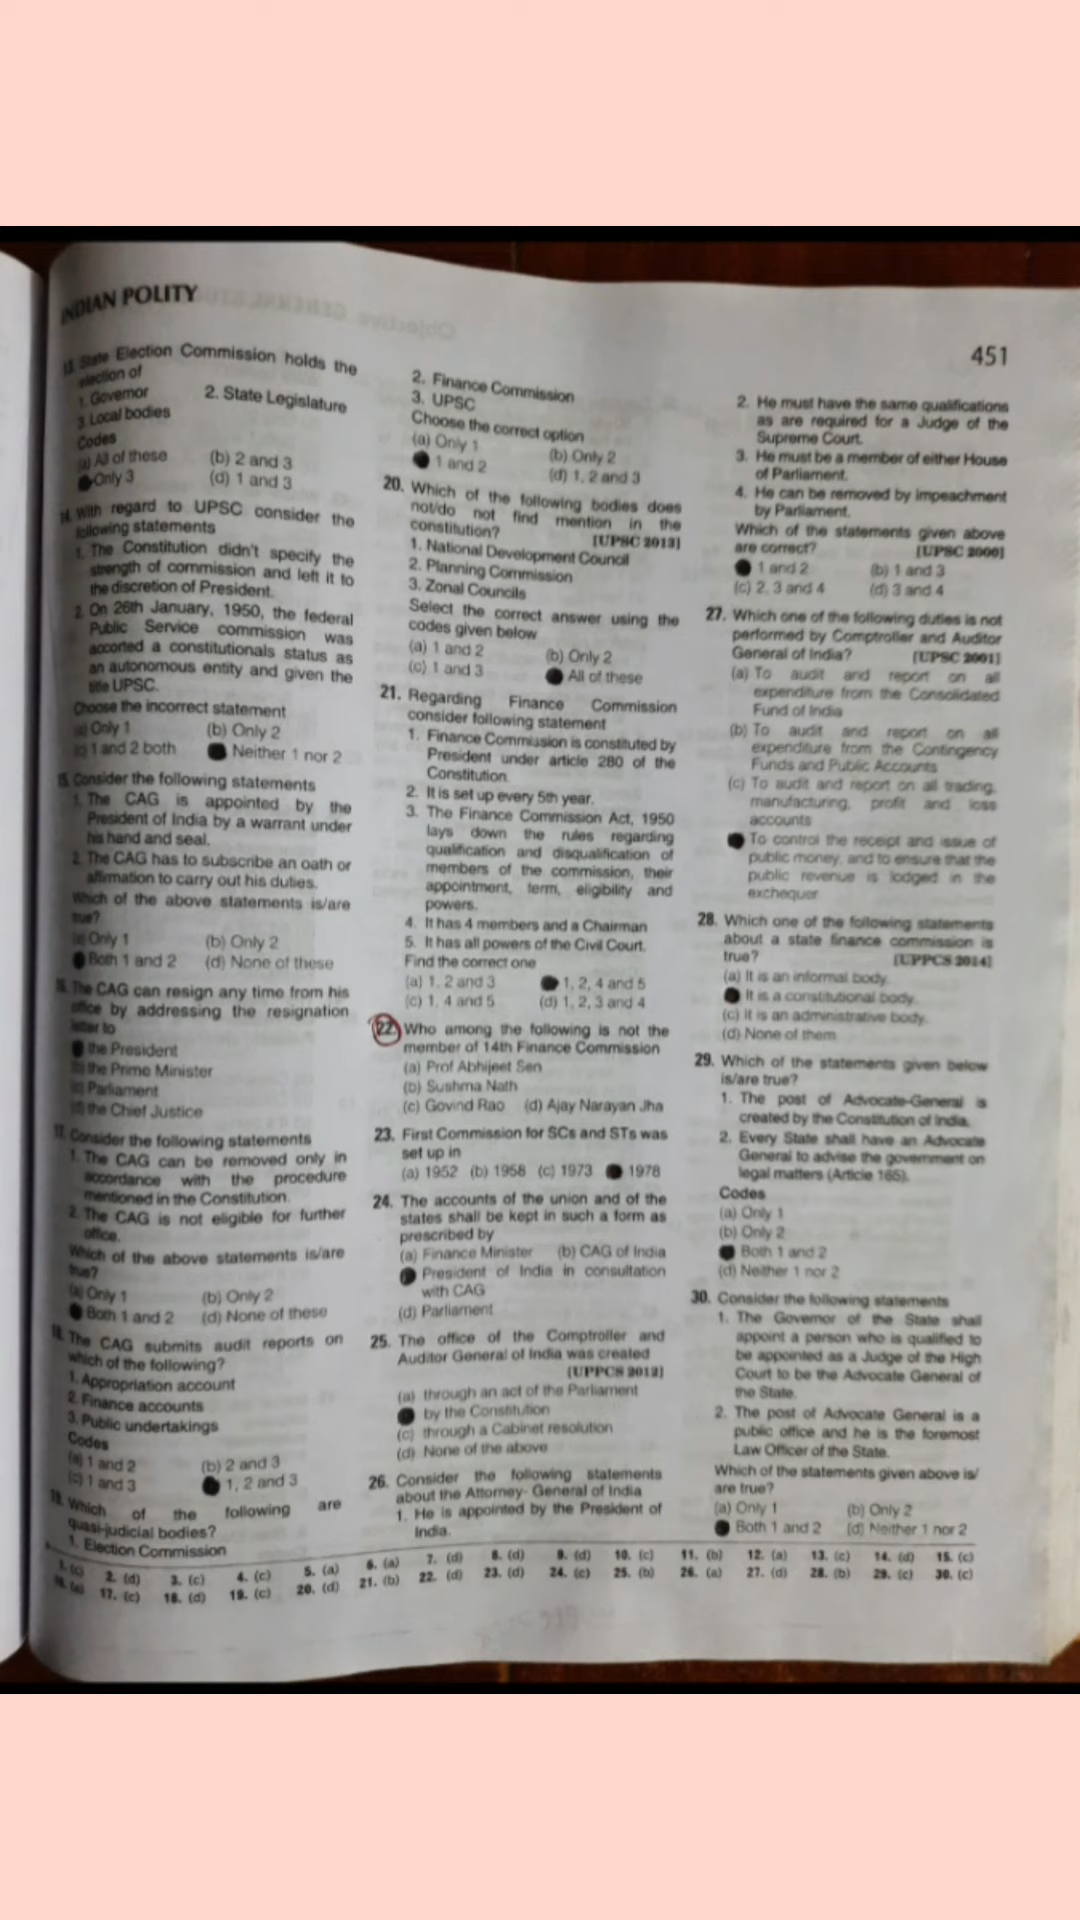 INDIAN POLITY
451
13. State Election Commission holds the
election of
1. Governor 2. State Legislature
3. Local bodies
Codes
(a) All of these (b) 2 and 3
Only 3 (d) 1 and 3
14. With regard to UPSC consider the
following statements
1. The Constitution didn't specify the
strength of commission and left it to
the discretion of President.
2. On 26th January, 1950, the federal
Public Service commission was
accorted a constitutionals status as
an autonomous entity and given the
title UPSC.
Choose the incorrect statement
(a) Only 1 (b) Only 2
(c) 1 and 2 both Neither 1 nor 2
15. Consider the following statements
1. The CAG is appointed by the
President of India by a warrant under
his hand and seal.
2. The CAG has to subscribe an oath or
affirmation to carry out his duties.
Which of the above statements is/are
true?
(a) Only 1 (b) Only 2
Both 1 and 2 (d) None of these
16. The CAG can resign any time from his
office by addressing the resignation
letter to
the President
(b) the Prime Minister
(c) Parliament
(d) the Chief Justice
17. Consider the following statements
1. The CAG can be removed only in
accordance with the procedure
mentioned in the Constitution.
2. The CAG is not eligible for further
office.
Which of the above statements is/are
true?
(a) Only 1 (b) Only 2
Both 1 and 2 (d) None of these
18. The CAG submits audit reports on
which of the following?
1. Appropriation account
2. Finance accounts
3. Public undertakings
Codes
(a) 1 and 2 (b) 2 and 3
(c) 1 and 3 1, 2 and 3
19. Which of the following are
quasi-judicial bodies?
1. Election Commission
2. Finance Commission
3. UPSC
Choose the correct option
(a) Only 1 (b) Only 2
1 and 2 (d) 1, 2 and 3
20. Which of the following bodies does
not/do not find mention in the
constitution? [UPSC 2013]
1. National Development Council
2. Planning Commission
3. Zonal Councils
Select the correct answer using the
codes given below
(a) 1 and 2 (b) Only 2
(c) 1 and 3 All of these
21. Regarding Finance Commission
consider following statement
1. Finance Commission is constituted by
President under article 280 of the
Constitution.
2. It is set up every 5th year.
3. The Finance Commission Act, 1950
lays down the rules regarding
qualification and disqualification of
members of the commission, their
appointment, term, eligibility and
powers.
4. It has 4 members and a Chairman
5. It has all powers of the Civil Court.
Find the correct one
(a) 1, 2 and 3 1, 2, 4 and 5
(c) 1, 4 and 5 (d) 1, 2, 3 and 4
22. Who among the following is not the
member of 14th Finance Commission
(a) Prof Abhijeet Sen
(b) Sushma Nath
(c) Govind Rao (d) Ajay Narayan Jha
23. First Commission for SCs and STs was
set up in
(a) 1952 (b) 1958 (c) 1973 1978
24. The accounts of the union and of the
states shall be kept in such a form as
prescribed by
(a) Finance Minister (b) CAG of India
President of India in consultation
with CAG
(d) Parliament
25. The office of the Comptroller and
Auditor General of India was created
[UPPCS 2012]
(a) through an act of the Parliament
by the Constitution
(c) through a Cabinet resolution
(d) None of the above
26. Consider the following statements
about the Attorney- General of India
1. He is appointed by the President of
India.
2. He must have the same qualifications
as are required for a Judge of the
Supreme Court.
3. He must be a member of either House
of Parliament.
4. He can be removed by impeachment
by Parliament.
Which of the statements given above
are correct? [UPSC 2000]
1 and 2 (b) 1 and 3
(c) 2, 3 and 4 (d) 3 and 4
27. Which one of the following duties is not
performed by Comptroller and Auditor
General of India? [UPSC 2001]
(a) To audit and report on all
expenditure from the Consolidated
Fund of India
(b) To audit and report on all
expenditure from the Contingency
Funds and Public Accounts
(c) To audit and report on all trading,
manufacturing, profit and loss
accounts
To control the receipt and issue of
public money, and to ensure that the
public revenue is lodged in the
exchequer
28. Which one of the following statements
about a state finance commission is
true? [UPPCS 2014]
(a) It is an informal body.
It is a constitutional body.
(c) It is an administrative body.
(d) None of them
29. Which of the statements given below
is/are true?
1. The post of Advocate-General is
created by the Constitution of India.
2. Every State shall have an Advocate
General to advise the government on
legal matters (Article 165).
Codes
(a) Only 1
(b) Only 2
Both 1 and 2
(d) Neither 1 nor 2
30. Consider the following statements
1. The Governor of the State shall
appoint a person who is qualified to
be appointed as a Judge of the High
Court to be the Advocate General of
the State.
2. The post of Advocate General is a
public office and he is the foremost
Law Officer of the State.
Which of the statements given above is/
are true?
(a) Only 1 (b) Only 2
Both 1 and 2 (d) Neither 1 nor 2
1. (c) 2. (d) 3. (c) 4. (c) 5. (a) 6. (a) 7. (d) 8. (d) 9. (d) 10. (c) 11. (b) 12. (a) 13. (c) 14. (d) 15. (c)
16. (a) 17. (c) 18. (d) 19. (c) 20. (d) 21. (b) 22. (d) 23. (d) 24. (c) 25. (b) 26. (a) 27. (d) 28. (b) 29. (c) 30. (c)